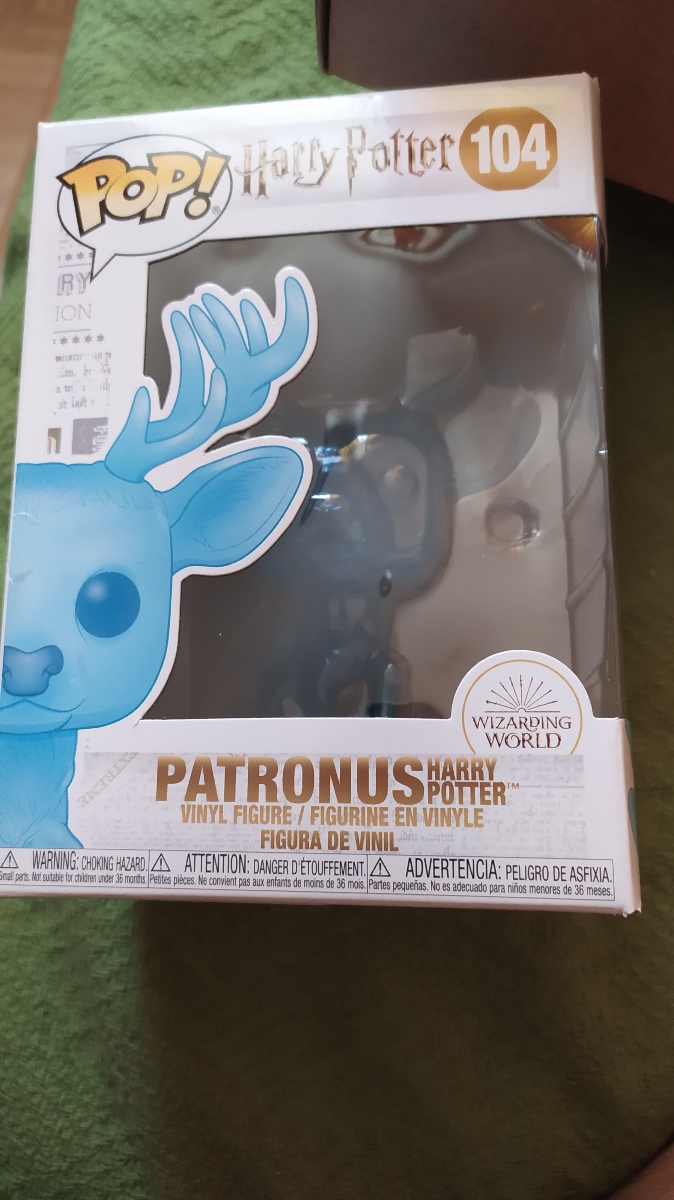 POP!®
Harry Potter
104
RY
ION
WIZARDING
WORLD
PATRONUS HARRY POTTER™
VINYL FIGURE / FIGURINE EN VINYLE
FIGURA DE VINIL
WARNING: CHOKING HAZARD.
Small parts. Not suitable for children under 36 months.
ATTENTION: DANGER D'ÉTOUFFEMENT.
Petites pièces. Ne convient pas aux enfants de moins de 36 mois.
ADVERTENCIA: PELIGRO DE ASFIXIA.
Partes pequeñas. No es adecuado para niños menores de 36 meses.